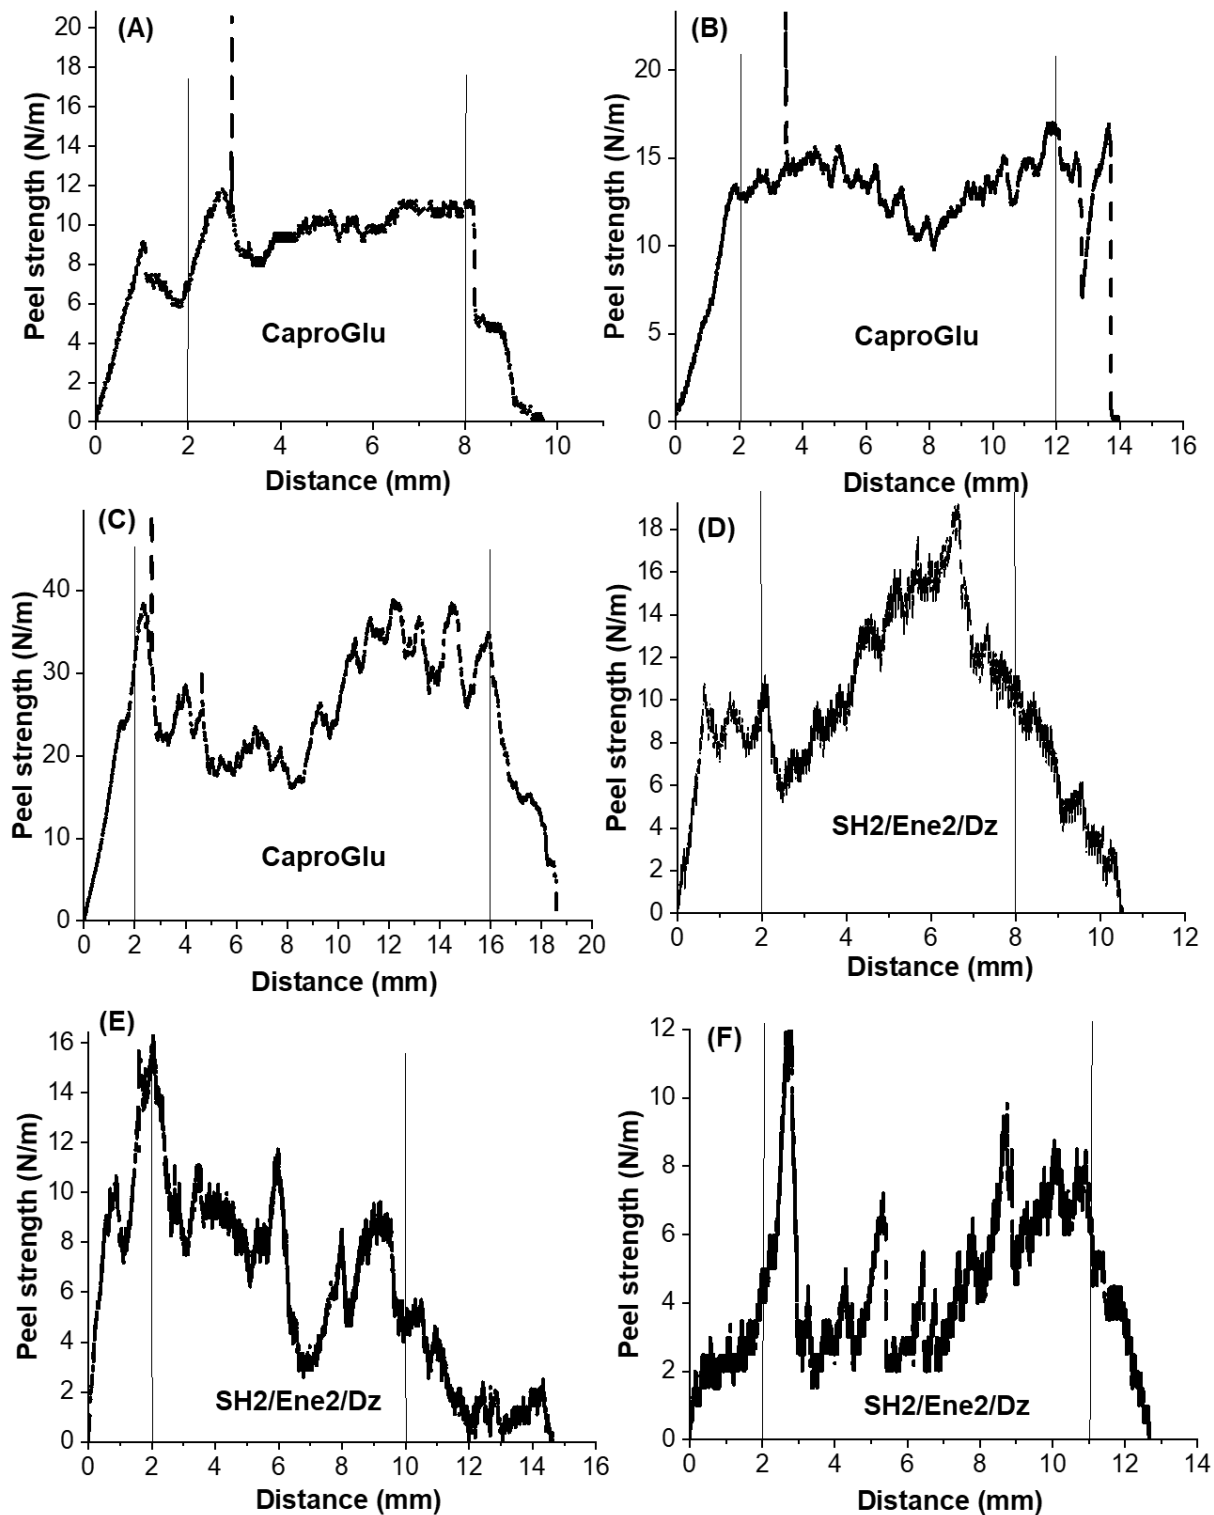 (A)
Peel strength (N/m)
20
18
16
14
12
10
8
6
4
2
0
CaproGlu
0 2 4 6 8 10
Distance (mm)
(B)
Peel strength (N/m)
20
15
10
5
0
CaproGlu
0 2 4 6 8 10 12 14 16
Distance (mm)
(C)
Peel strength (N/m)
40
30
20
10
0
CaproGlu
0 2 4 6 8 10 12 14 16 18 20
Distance (mm)
(D)
Peel strength (N/m)
18
16
14
12
10
8
6
4
2
0
SH2/Ene2/Dz
0 2 4 6 8 10 12
Distance (mm)
(E)
Peel strength (N/m)
16
14
12
10
8
6
4
2
0
SH2/Ene2/Dz
0 2 4 6 8 10 12 14 16
Distance (mm)
(F)
Peel strength (N/m)
12
10
8
6
4
2
0
SH2/Ene2/Dz
0 2 4 6 8 10 12 14
Distance (mm)